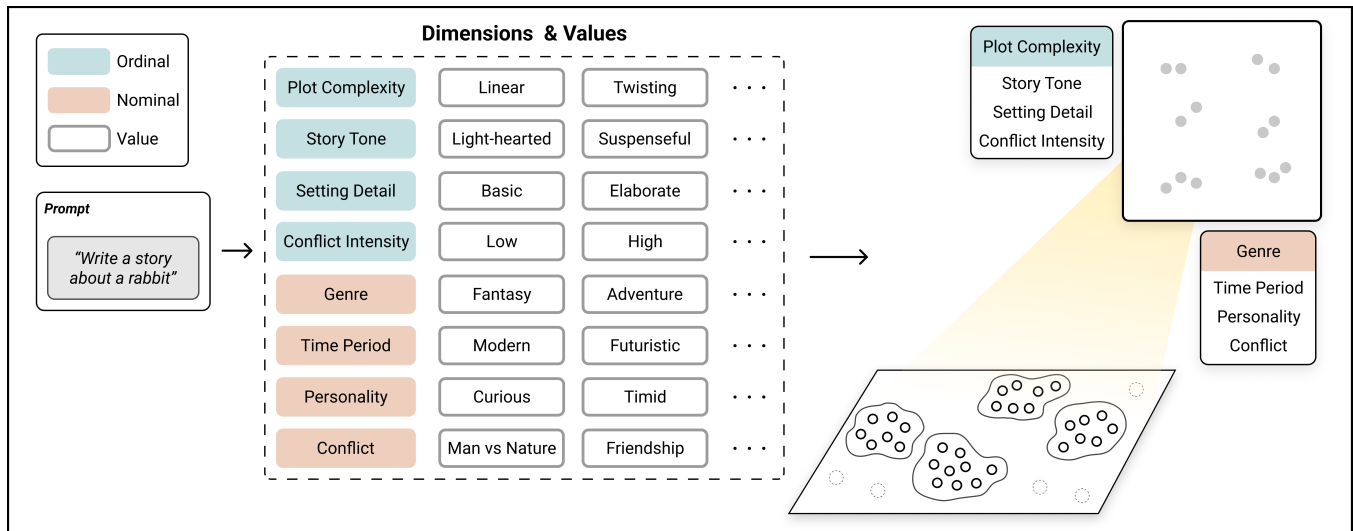 Ordinal
Nominal
Value
Prompt
“Write a story
about a rabbit”
Dimensions & Values
Plot Complexity
Linear
Twisting
. . .
Story Tone
Light-hearted
Suspenseful
. . .
Setting Detail
Basic
Elaborate
. . .
Conflict Intensity
Low
High
. . .
Genre
Fantasy
Adventure
. . .
Time Period
Modern
Futuristic
. . .
Personality
Curious
Timid
. . .
Conflict
Man vs Nature
Friendship
. . .
Plot Complexity
Story Tone
Setting Detail
Conflict Intensity
Genre
Time Period
Personality
Conflict